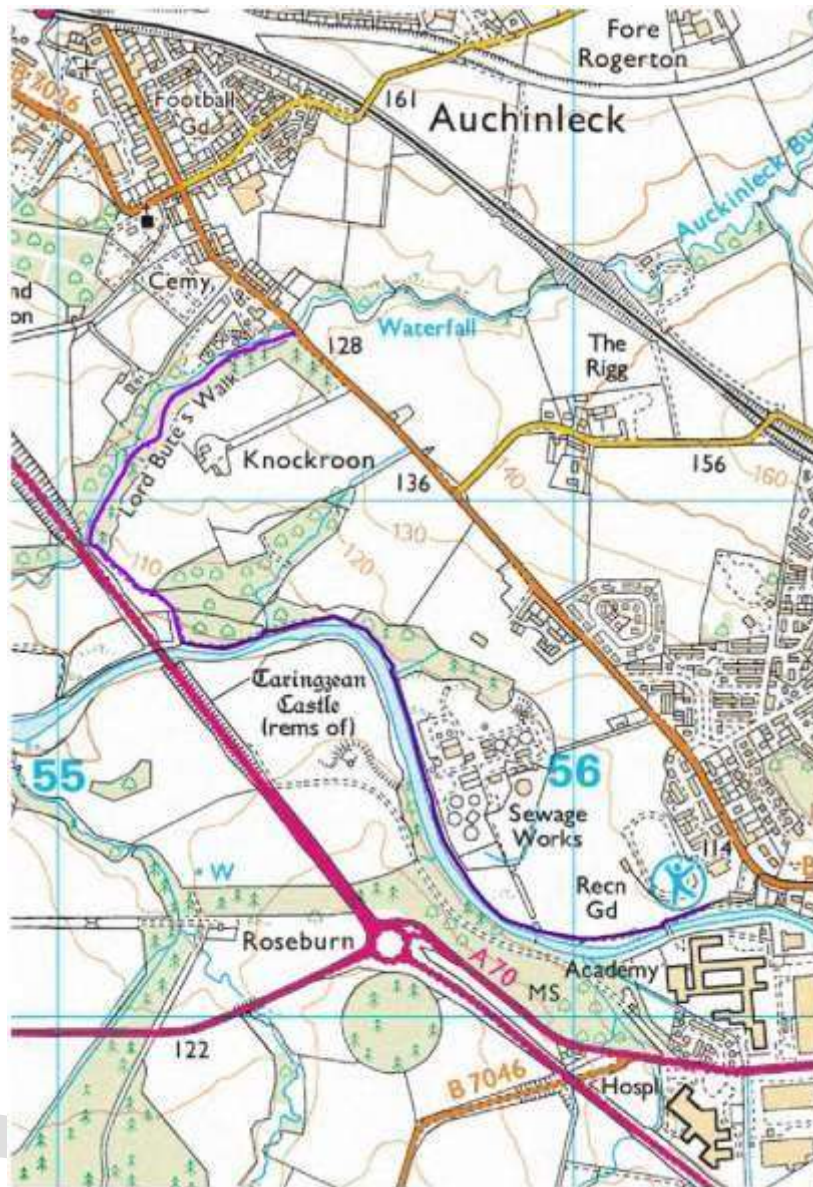 Fore
Rogerton
B 7036
Football
Gd
161
Auchinleck
Auckinleck Bu
Cemy
nd
on
Waterfall
128
The
Rigg
Lord Bute's Walk
Knockroon
156
136
140
160
130
110
120
Taringzean
Castle
(rems of)
55
56
Sewage
Works
114
W
Recn
Gd
B
Roseburn
A 70
Academy
MS
122
B 7046
Hospl